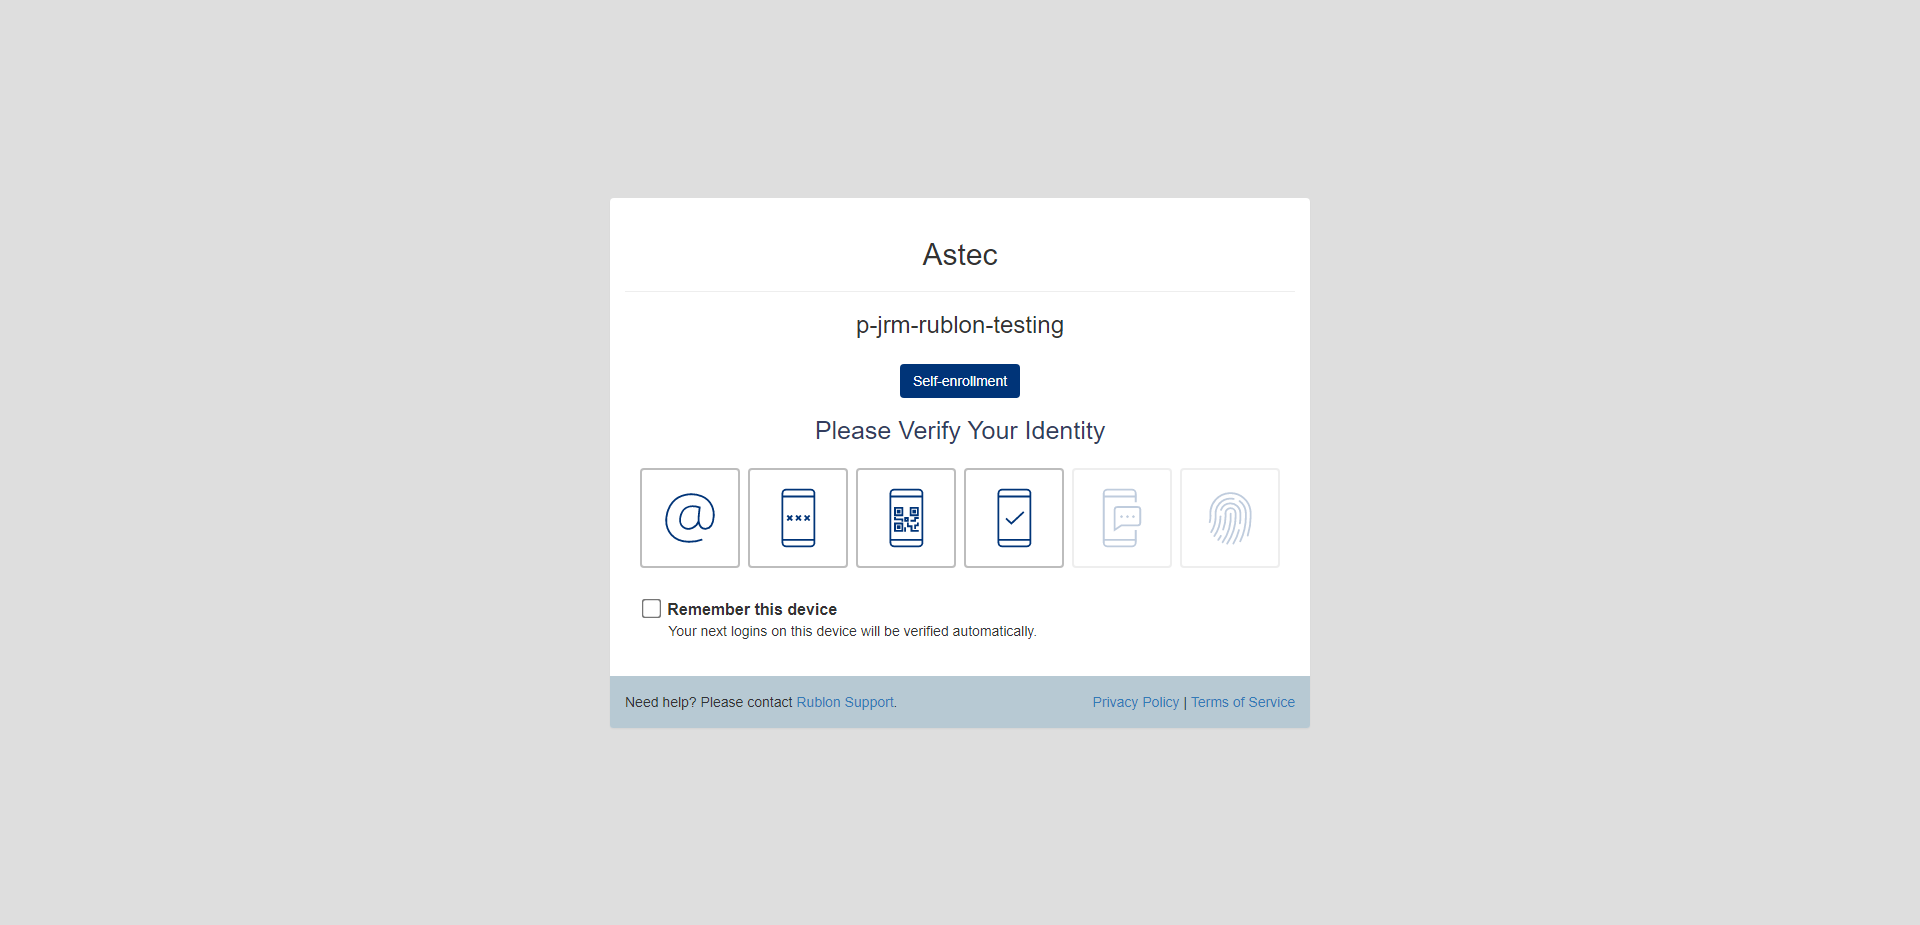 Astec
p-jrm-rublon-testing
Self-enrollment
Please Verify Your Identity
Remember this device
Your next logins on this device will be verified automatically.
Need help? Please contact Rublon Support.
Privacy Policy | Terms of Service